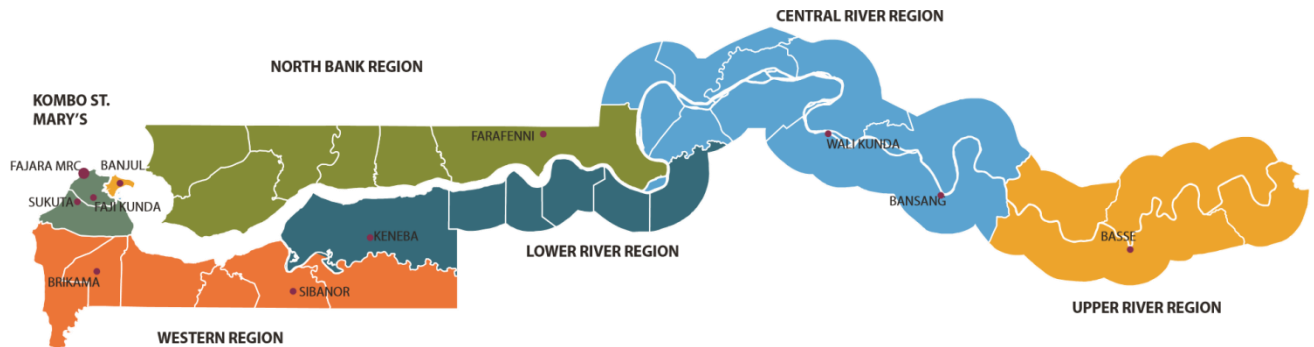 CENTRAL RIVER REGION
NORTH BANK REGION
KOMBO ST.
MARY'S
FARAFENNI
WALI KUNDA
FAJARA MRC
BANJUL
SUKUTA
FAJI KUNDA
BANSANG
KENEBA
LOWER RIVER REGION
BASSE
BRIKAMA
SIBANOR
UPPER RIVER REGION
WESTERN REGION